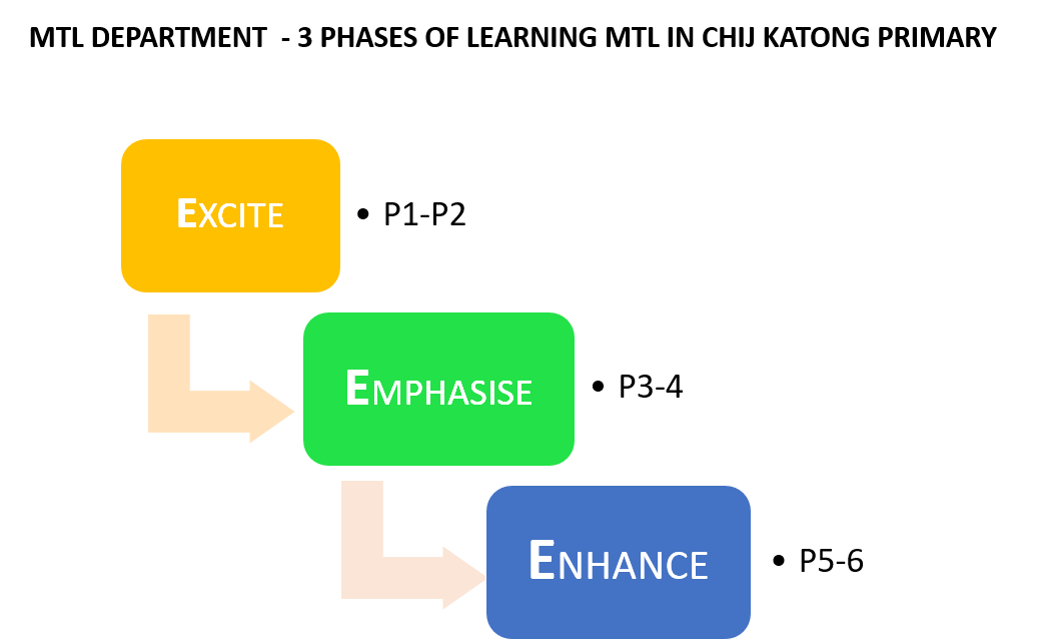 MTL DEPARTMENT - 3 PHASES OF LEARNING MTL IN CHIJ KATONG PRIMARY
EXCITE
• P1-P2
EMPHASISE
• P3-4
ENHANCE
• P5-6